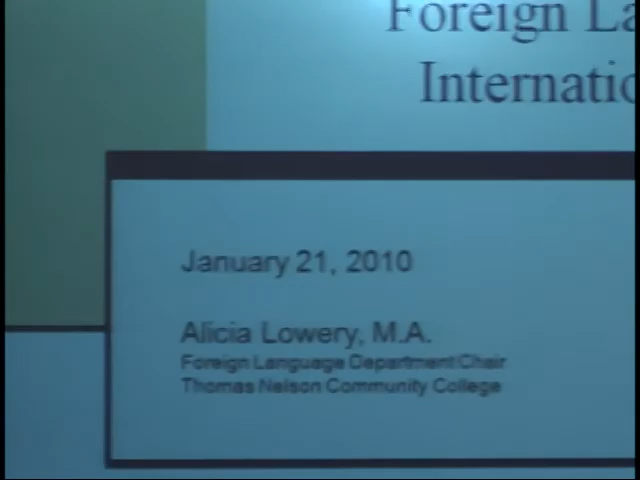 Foreign La
Internatio
January 21, 2010
Alicia Lowery, M.A.
Foreign Language Department Chair
Thomas Nelson Community College